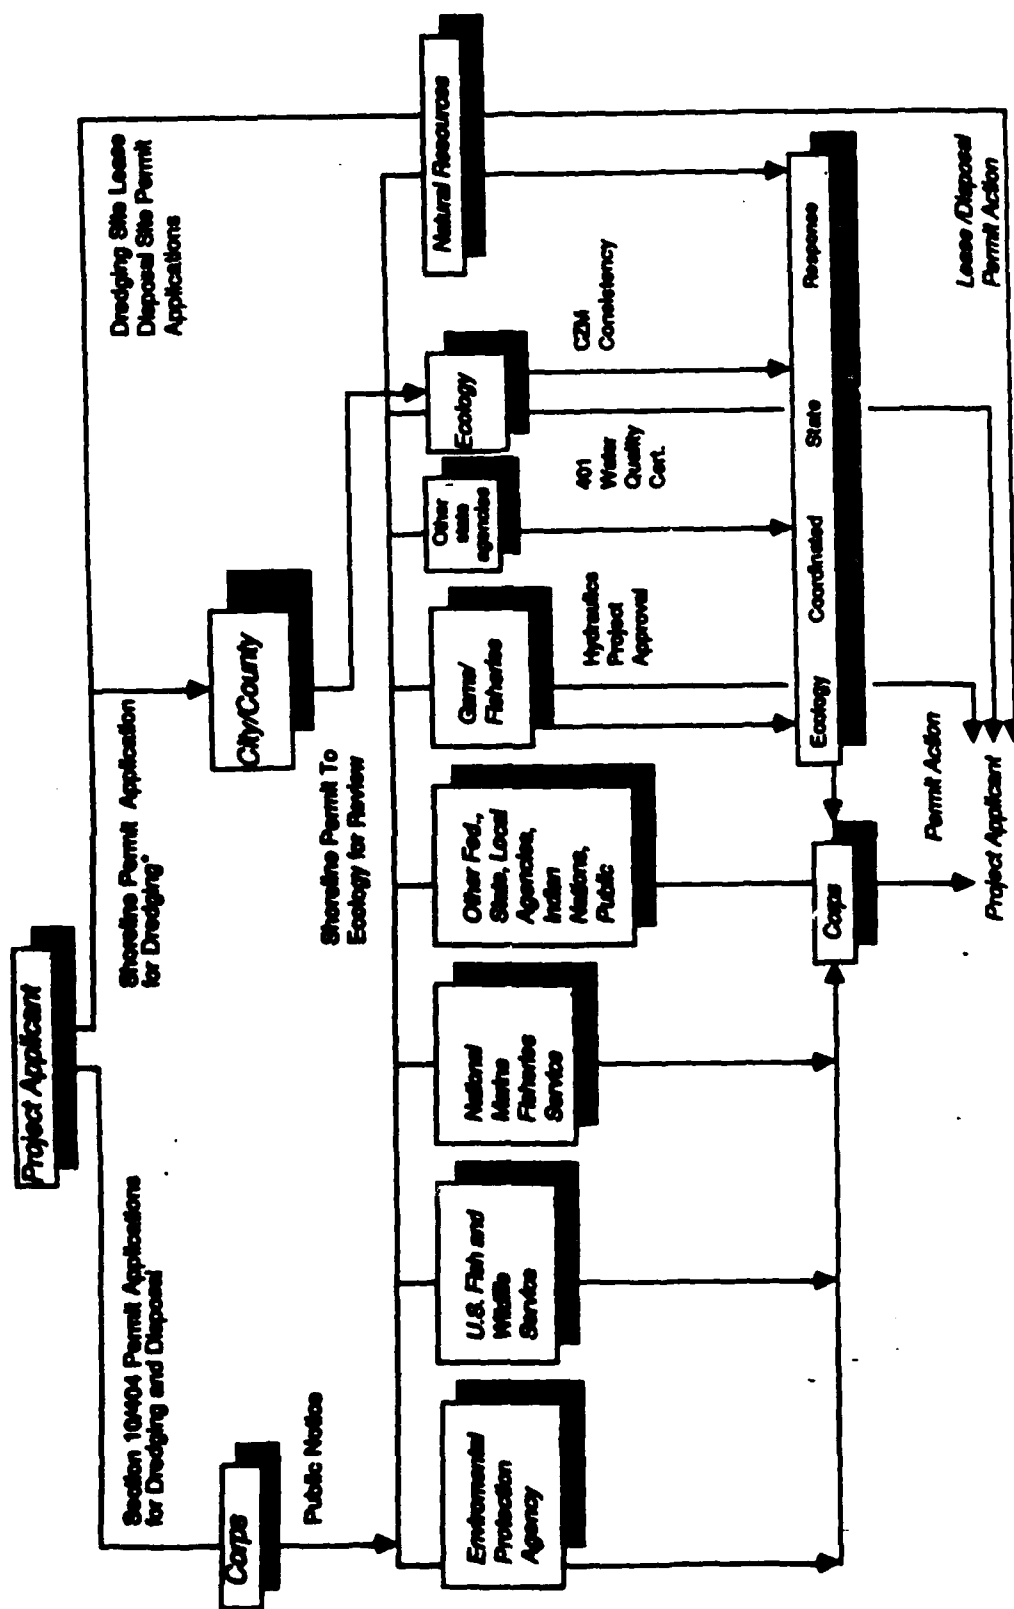 Project Applicant
Section 10/404 Permit Applications
for Dredging and Disposal
Shoreline Permit Application
for Dredging*
Dredging Site Lease
Disposal Site Permit
Applications
Corps
City/County
Public Notice
Shoreline Permit To
Ecology for Review
Enviromental
Protection
Agency
U.S. Fish and
Wildlife
Service
National
Marine
Fisheries
Service
Other Fed.,
State, Local
Agencies,
Indian
Nations,
Public
Game/
Fisheries
Other
state
agencies
Ecology
Natural Resources
Hydraulics
Project
Approval
401
Water
Quality
Cert.
CZM
Consistency
Corps
Ecology Coordinated State Response
Permit Action
Lease /Disposal
Permit Action
Project Applicant